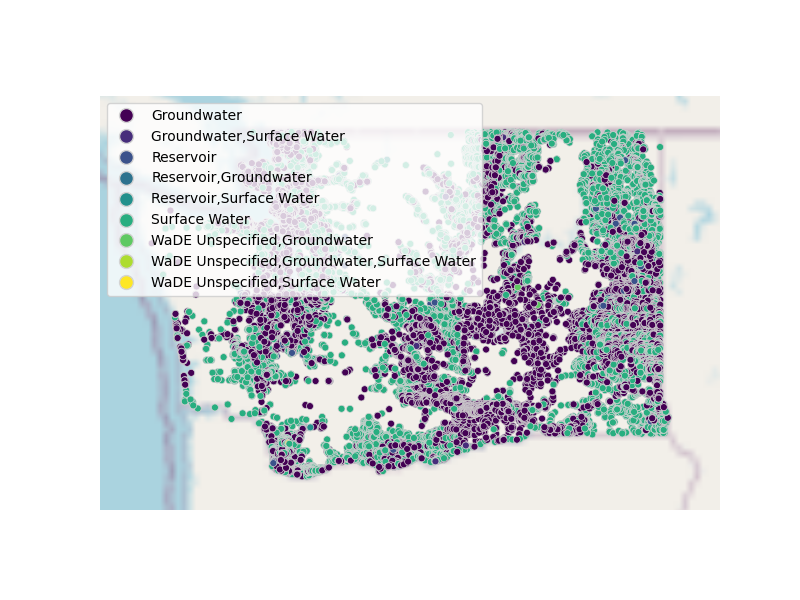 Groundwater
Groundwater,Surface Water
Reservoir
Reservoir,Groundwater
Reservoir,Surface Water
Surface Water
WaDE Unspecified,Groundwater
WaDE Unspecified,Groundwater,Surface Water
WaDE Unspecified,Surface Water